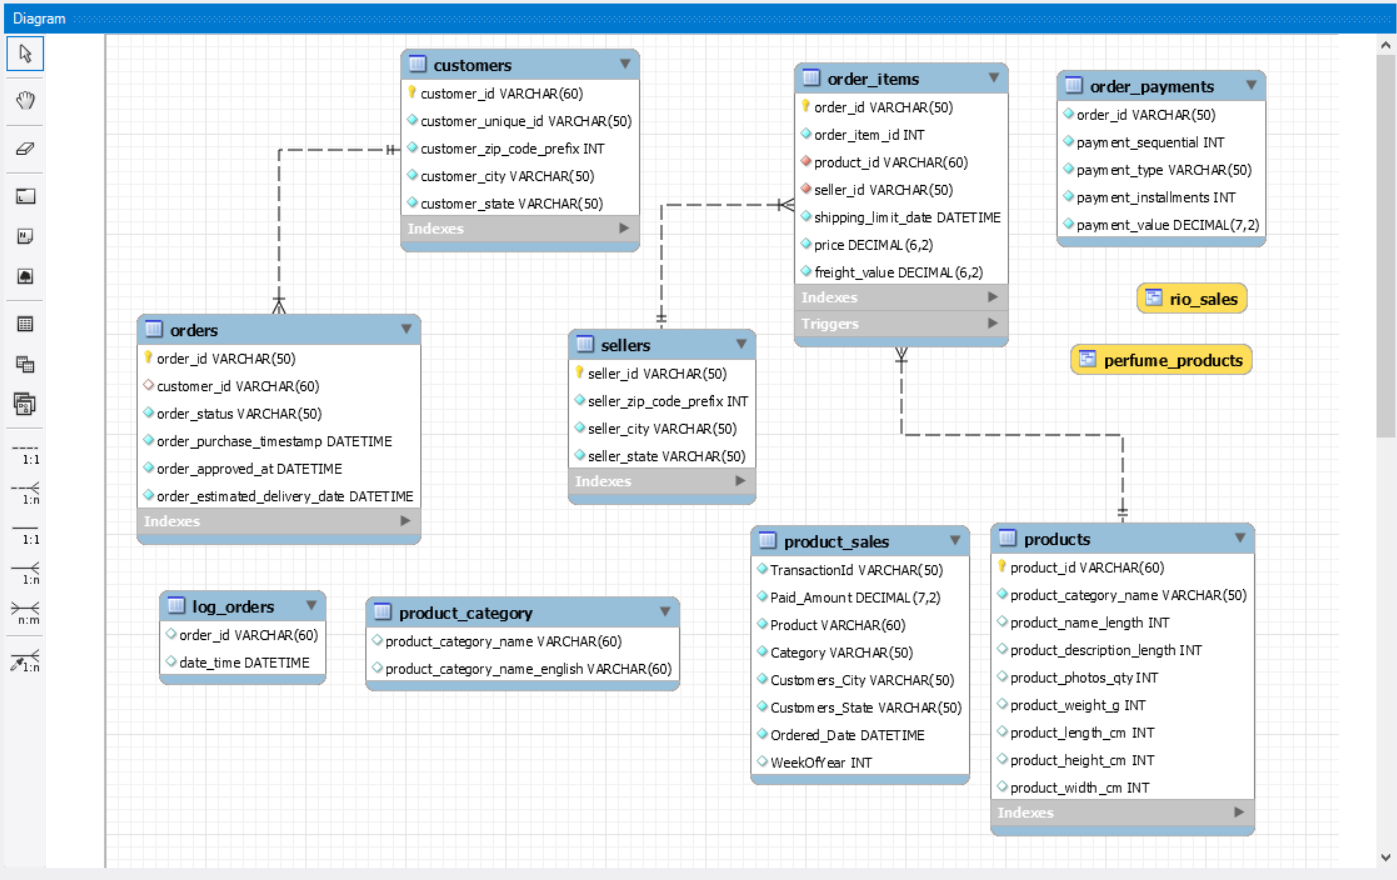 Diagram
customers
customer_id VARCHAR(60)
customer_unique_id VARCHAR(50)
customer_zip_code_prefix INT
customer_city VARCHAR(50)
customer_state VARCHAR(50)
Indexes
order_items
order_id VARCHAR(50)
order_item_id INT
product_id VARCHAR(60)
seller_id VARCHAR(50)
shipping_limit_date DATETIME
price DECIMAL(6,2)
freight_value DECIMAL(6,2)
Indexes
Triggers
order_payments
order_id VARCHAR(50)
payment_sequential INT
payment_type VARCHAR(50)
payment_installments INT
payment_value DECIMAL(7,2)
rio_sales
perfume_products
orders
order_id VARCHAR(50)
customer_id VARCHAR(60)
order_status VARCHAR(50)
order_purchase_timestamp DATETIME
order_approved_at DATETIME
order_estimated_delivery_date DATETIME
Indexes
sellers
seller_id VARCHAR(50)
seller_zip_code_prefix INT
seller_city VARCHAR(50)
seller_state VARCHAR(50)
Indexes
log_orders
order_id VARCHAR(60)
date_time DATETIME
product_category
product_category_name VARCHAR(60)
product_category_name_english VARCHAR(60)
product_sales
TransactionId VARCHAR(50)
Paid_Amount DECIMAL(7,2)
Product VARCHAR(60)
Category VARCHAR(50)
Customers_City VARCHAR(50)
Customers_State VARCHAR(50)
Ordered_Date DATETIME
WeekOfYear INT
products
product_id VARCHAR(60)
product_category_name VARCHAR(50)
product_name_length INT
product_description_length INT
product_photos_qty INT
product_weight_g INT
product_length_cm INT
product_height_cm INT
product_width_cm INT
Indexes
1:1
1:n
1:1
1:n
n:m
1:n